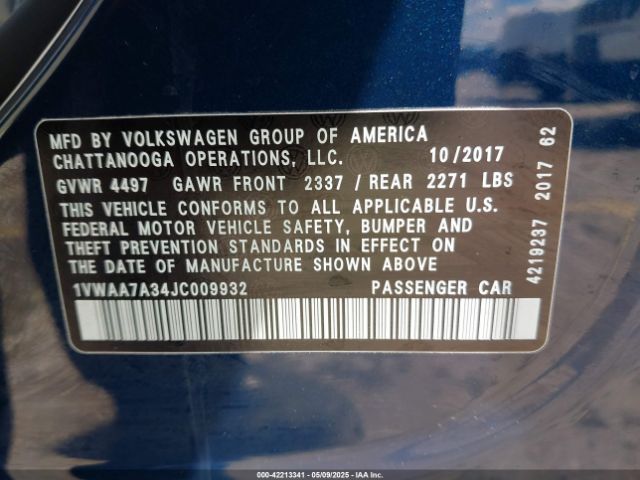 MFD BY VOLKSWAGEN GROUP OF AMERICA
CHATTANOOGA OPERATIONS, LLC. 10/2017
GVWR 4497 GAWR FRONT 2337 / REAR 2271 LBS
THIS VEHICLE CONFORMS TO ALL APPLICABLE U.S.
FEDERAL MOTOR VEHICLE SAFETY, BUMPER AND
THEFT PREVENTION STANDARDS IN EFFECT ON
THE DATE OF MANUFACTURE SHOWN ABOVE
1VWAA7A34JC009932 PASSENGER CAR
4219237 2017 62
000-42213341 - 05/09/2025 - IAA Inc.